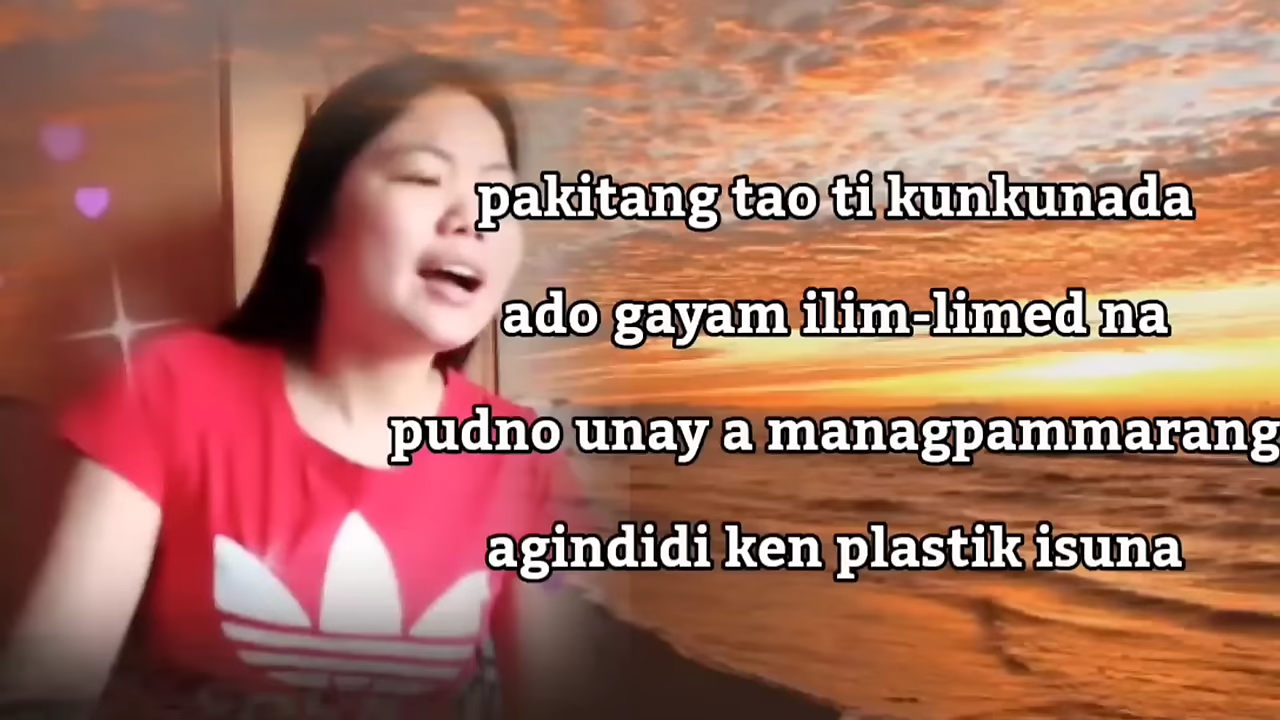 pakitang tao ti kunkunada
ado gayam ilim-limed na
pudno unay a managpammarang
agindidi ken plastik isuna